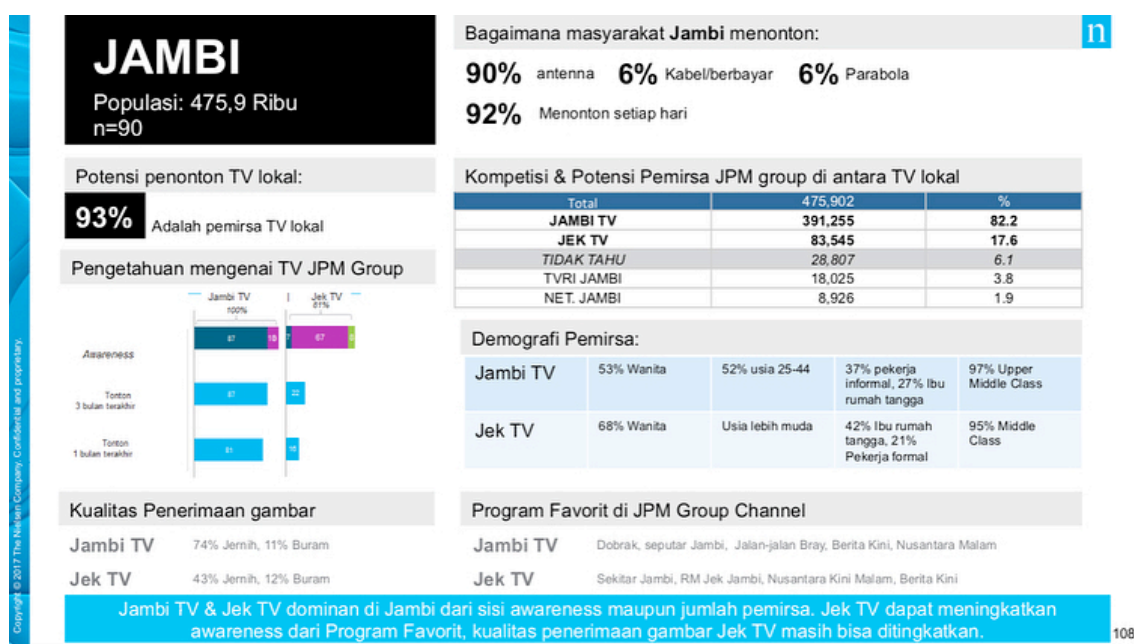 JAMBI
Populasi: 475,9 Ribu
n=90
Bagaimana masyarakat Jambi menonton:
n
90% antenna 6% Kabel/berbayar 6% Parabola
92% Menonton setiap hari
Potensi penonton TV lokal:
93% Adalah pemirsa TV lokal
Kompetisi & Potensi Pemirsa JPM group di antara TV lokal
Total 475,902 %
JAMBI TV 391,255 82.2
JEK TV 83,545 17.6
TIDAK TAHU 28,807 6.1
TVRI JAMBI 18,025 3.8
NET. JAMBI 8,926 1.9
Pengetahuan mengenai TV JPM Group
Jambi TV Jek TV
100%
Awareness 87 67
Tonton
3 bulan terakhir
87 22
Tonton
1 bulan terakhir
81
Demografi Pemirsa:
Jambi TV 53% Wanita 52% usia 25-44 37% pekerja
informal, 27% Ibu
rumah tangga
97% Upper
Middle Class
Jek TV 68% Wanita Usia lebih muda 42% Ibu rumah
tangga, 21%
Pekerja formal
95% Middle
Class
Kualitas Penerimaan gambar
Jambi TV 74% Jernih, 11% Buram
Jek TV 43% Jernih, 12% Buram
Program Favorit di JPM Group Channel
Jambi TV Dobrak, seputar Jambi, Jalan-jalan Bray, Berita Kini, Nusantara Malam
Jek TV Sekitar Jambi, RM Jek Jambi, Nusantara Kini Malam, Berita Kini
Jambi TV & Jek TV dominan di Jambi dari sisi awareness maupun jumlah pemirsa. Jek TV dapat meningkatkan
awareness dari Program Favorit, kualitas penerimaan gambar Jek TV masih bisa ditingkatkan.
Copyright © 2017 The Nielsen Company. Confidential and proprietary.